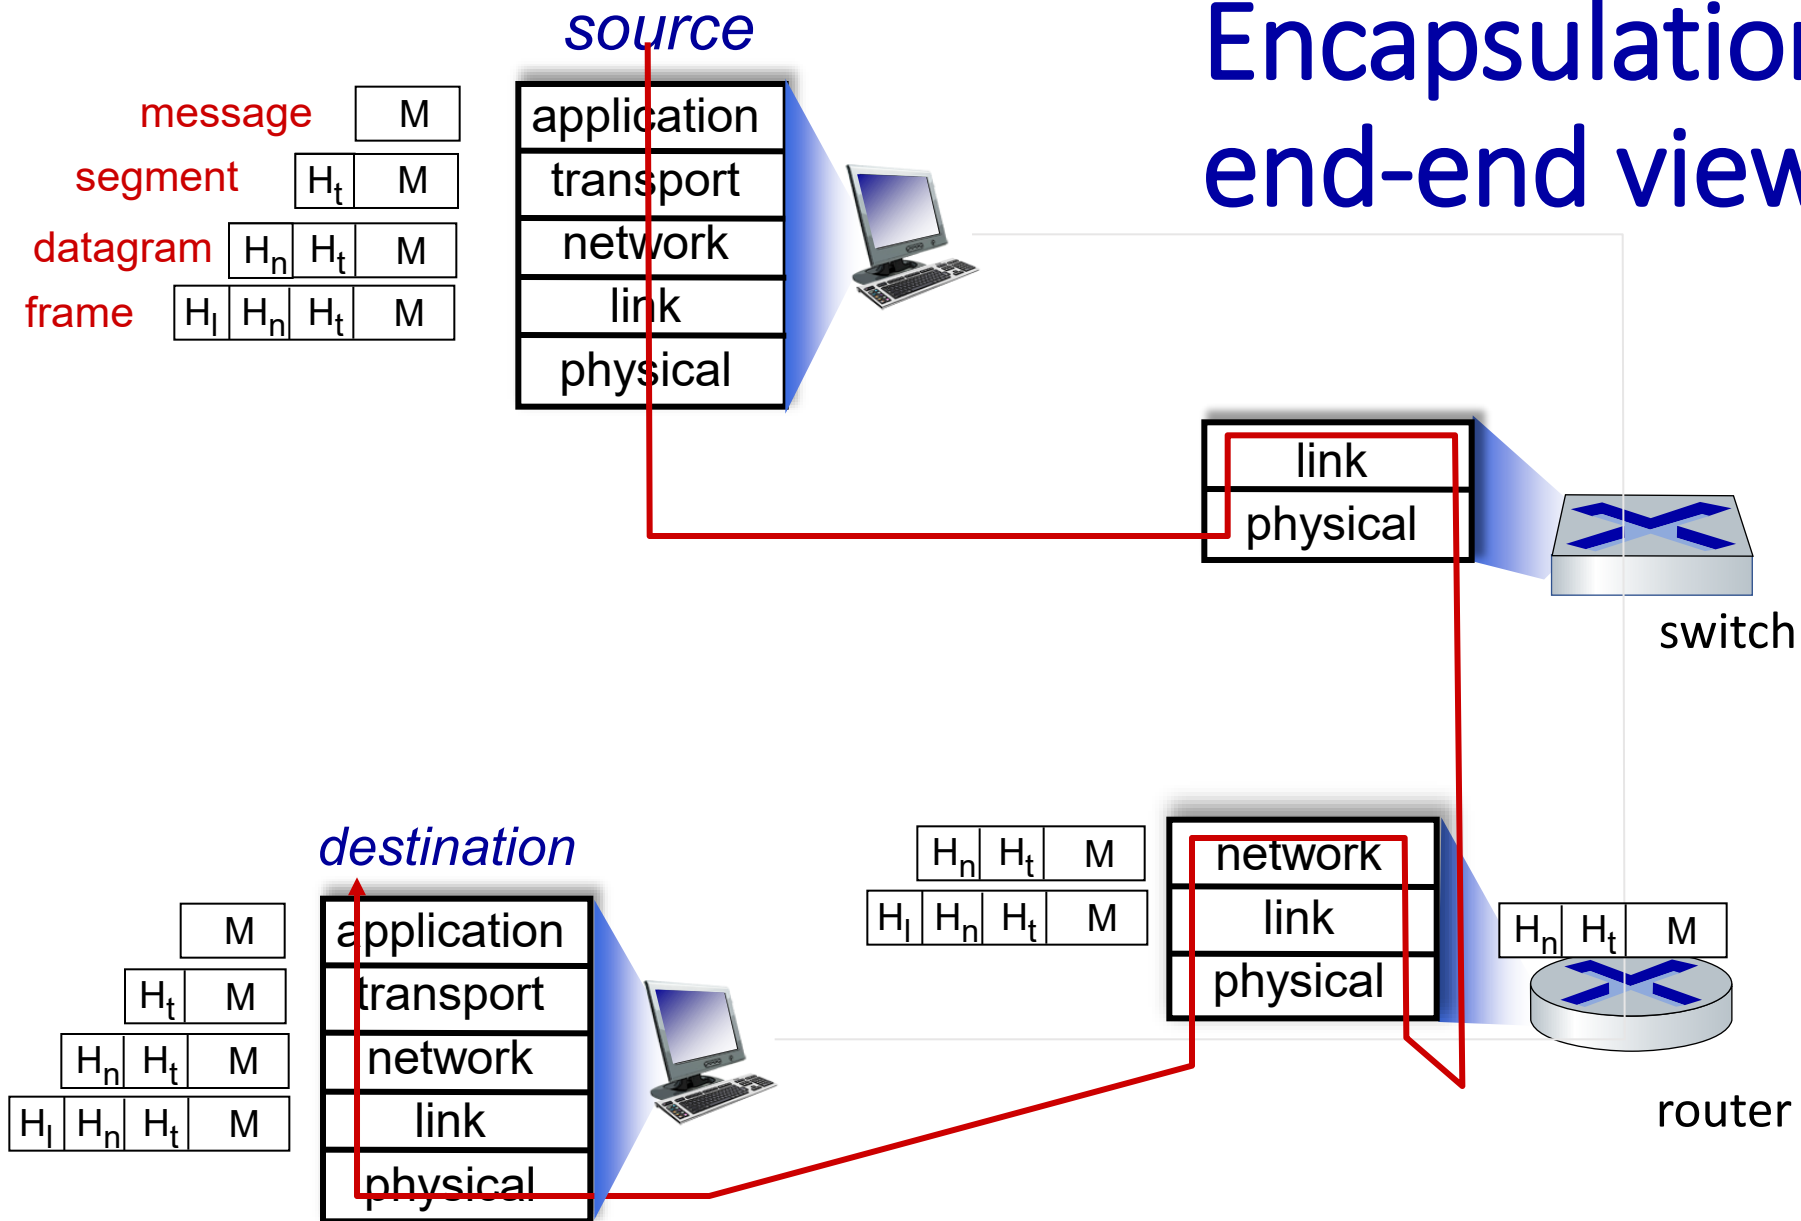 source
Encapsulation
end-end view
message M application
segment Ht M transport
datagram Hn Ht M network
frame Hl Hn Ht M link
physical
link
physical
switch
destination
Hn Ht M network
Hl Hn Ht M link
physical
Hn Ht M
router
M application
Ht M transport
Hn Ht M network
Hl Hn Ht M link
physical